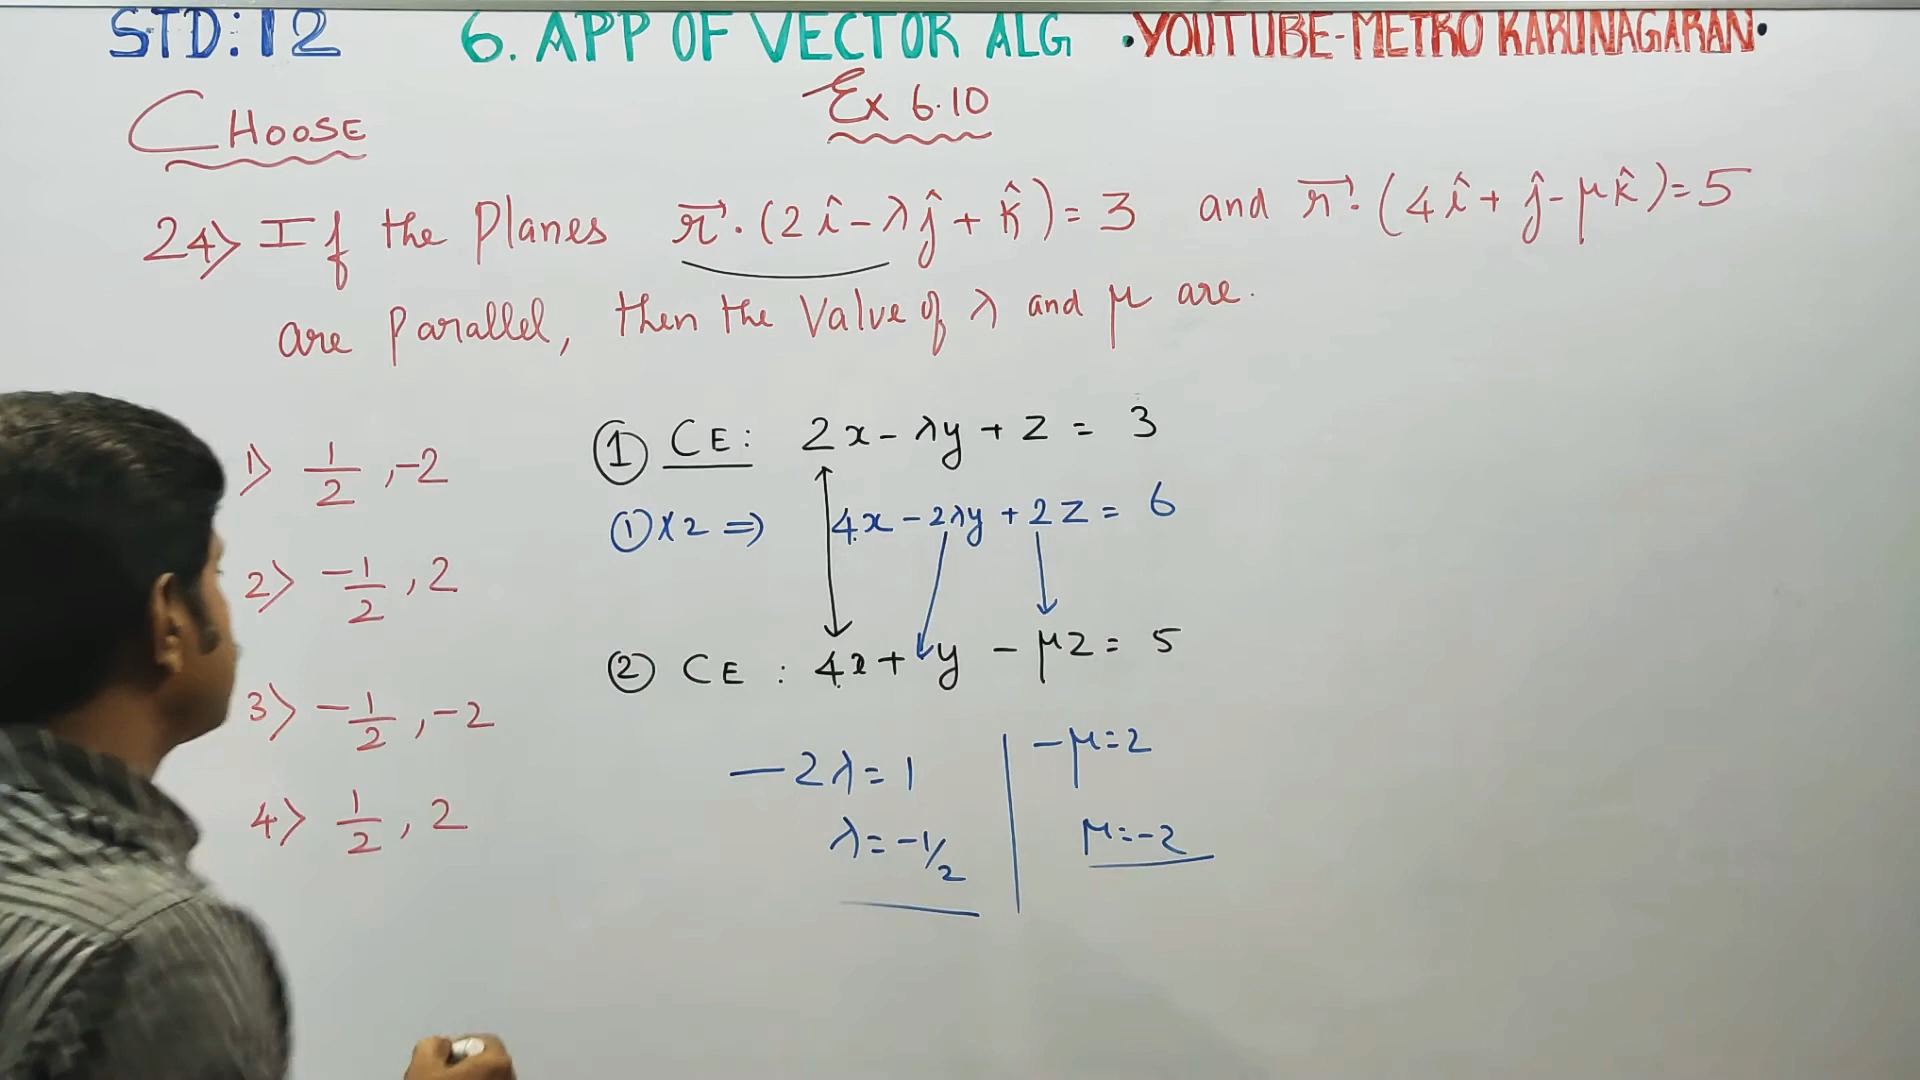 STD:12 6. APP OF VECTOR ALG •YOUTUBE-METRO KARUNAGARAN•
CHOOSE Ex 6.10
24) If the Planes r⃗.(2î-λĵ+k̂)=3 and r⃗.(4î+ĵ-μk̂)=5
are Parallel, then the Value of λ and μ are.
1) 1/2, -2
2) -1/2, 2
3) -1/2, -2
4) 1/2, 2
① CE: 2x-λy+z = 3
①x2 ⇒ 4x-2λy+2z = 6
② CE : 4x+y-μz = 5
-2λ=1
λ=-1/2
-μ=2
μ=-2